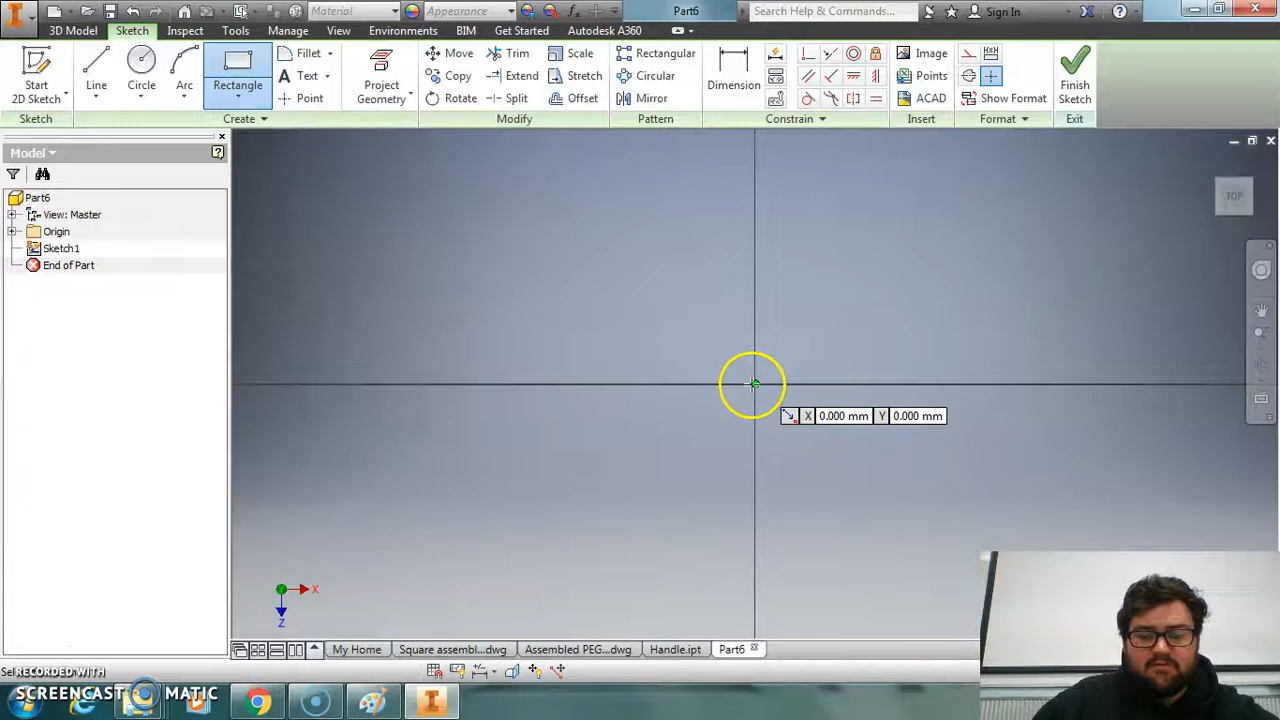 Material
Appearance
fx
Part6
Search Help & Commands...
Sign In
3D Model
Sketch
Inspect
Tools
Manage
View
Environments
BIM
Get Started
Autodesk A360
Start
2D Sketch
Line
Circle
Arc
Rectangle
Fillet
Text
Point
Project
Geometry
Move
Copy
Rotate
Trim
Extend
Split
Scale
Stretch
Offset
Rectangular
Circular
Mirror
Dimension
Image
Points
ACAD
Show Format
Finish
Sketch
Sketch
Create
Modify
Pattern
Constrain
Insert
Format
Exit
Model
Part6
View: Master
Origin
Sketch1
End of Part
TOP
X 0.000 mm Y 0.000 mm
X
Z
My Home
Square assembl...dwg
Assembled PEG...dwg
Handle.ipt
Part6
Sel
RECORDED WITH
SCREENCAST MATIC